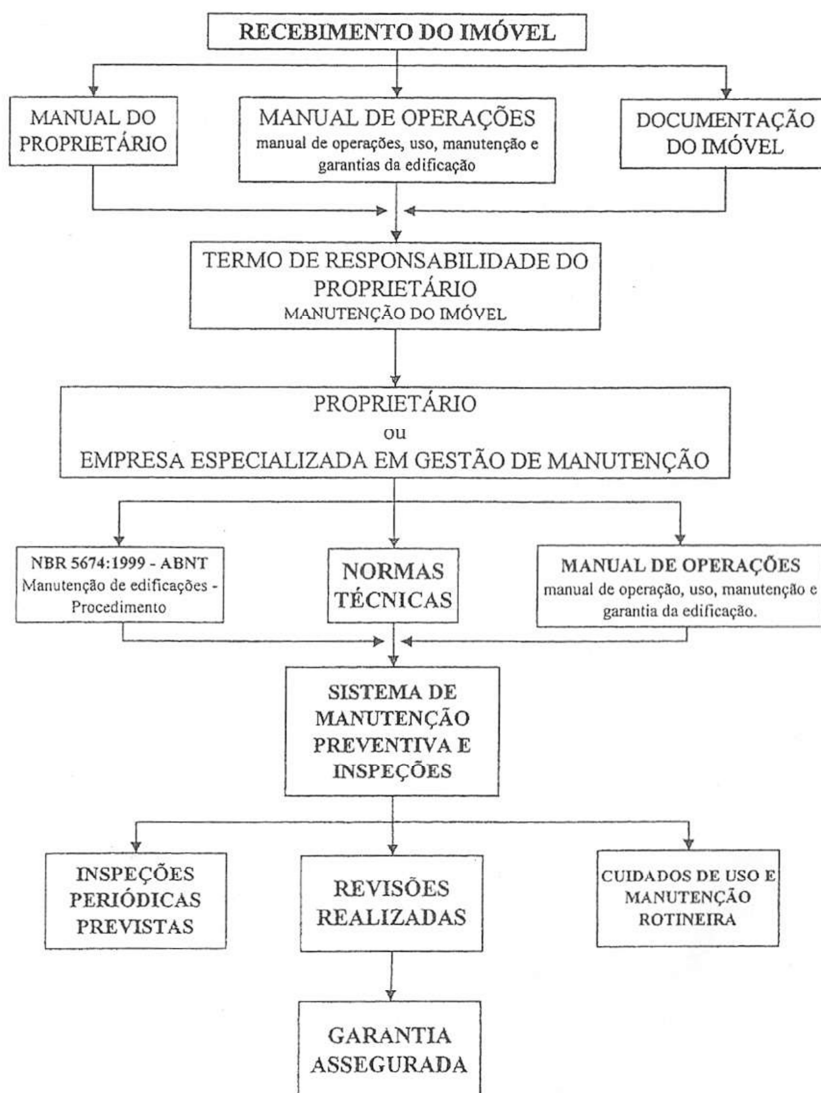 RECEBIMENTO DO IMÓVEL
MANUAL DO
PROPRIETÁRIO
MANUAL DE OPERAÇÕES
manual de operações, uso, manutenção e
garantias da edificação
DOCUMENTAÇÃO
DO IMÓVEL
TERMO DE RESPONSABILIDADE DO
PROPRIETÁRIO
MANUTENÇÃO DO IMÓVEL
PROPRIETÁRIO
ou
EMPRESA ESPECIALIZADA EM GESTÃO DE MANUTENÇÃO
NBR 5674:1999 - ABNT
Manutenção de edificações -
Procedimento
NORMAS
TÉCNICAS
MANUAL DE OPERAÇÕES
manual de operação, uso, manutenção e
garantia da edificação.
SISTEMA DE
MANUTENÇÃO
PREVENTIVA E
INSPEÇÕES
INSPEÇÕES
PERIÓDICAS
PREVISTAS
REVISÕES
REALIZADAS
CUIDADOS DE USO E
MANUTENÇÃO
ROTINEIRA
GARANTIA
ASSEGURADA